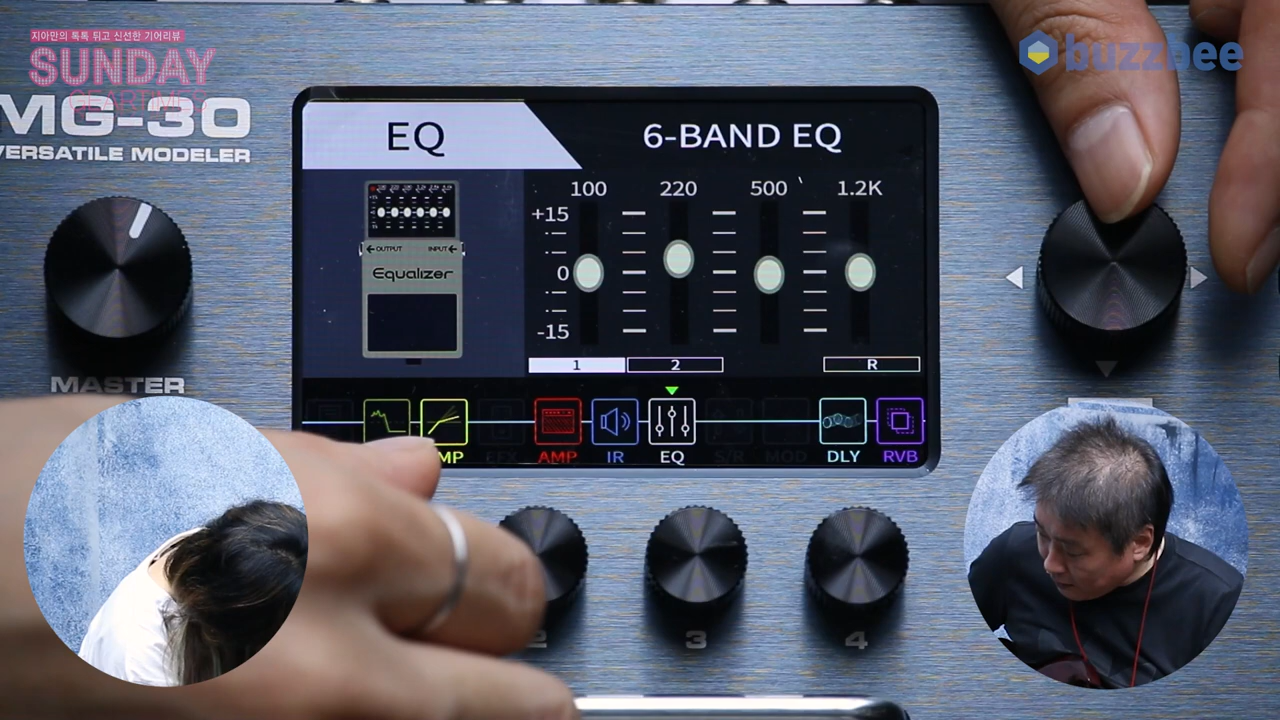 지아만의 톡톡 튀고 신선한 기어리뷰
SUNDAY
GEARTIMES
buzzbee
MG-30
VERSATILE MODELER
EQ
6-BAND EQ
100 220 500 1.2K
+15
0
-15
OUTPUT INPUT
Equalizer
1 2 R
MP EFX AMP IR EQ S/R MOD DLY RVB
MASTER
2 3 4